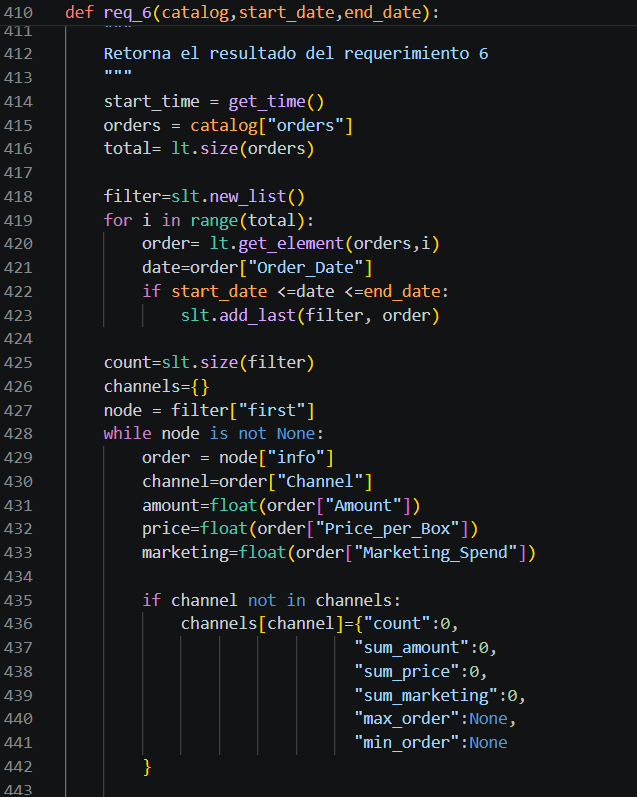 410 def req_6(catalog,start_date,end_date):
411 """
412 Retorna el resultado del requerimiento 6
413 """
414 start_time = get_time()
415 orders = catalog["orders"]
416 total= lt.size(orders)
417
418 filter=slt.new_list()
419 for i in range(total):
420 order= lt.get_element(orders,i)
421 date=order["Order_Date"]
422 if start_date <=date <=end_date:
423 slt.add_last(filter, order)
424
425 count=slt.size(filter)
426 channels={}
427 node = filter["first"]
428 while node is not None:
429 order = node["info"]
430 channel=order["Channel"]
431 amount=float(order["Amount"])
432 price=float(order["Price_per_Box"])
433 marketing=float(order["Marketing_Spend"])
434
435 if channel not in channels:
436 channels[channel]={"count":0,
437 "sum_amount":0,
438 "sum_price":0,
439 "sum_marketing":0,
440 "max_order":None,
441 "min_order":None
442 }
443